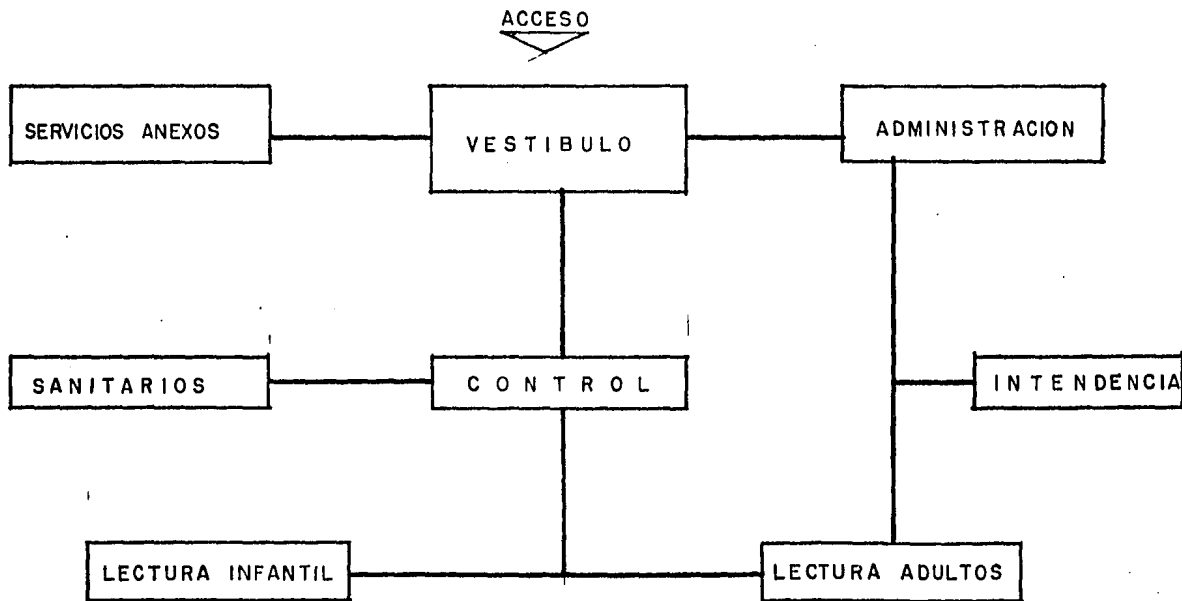 ACCESO
SERVICIOS ANEXOS
VESTIBULO
ADMINISTRACION
SANITARIOS
CONTROL
INTENDENCIA
LECTURA INFANTIL
LECTURA ADULTOS